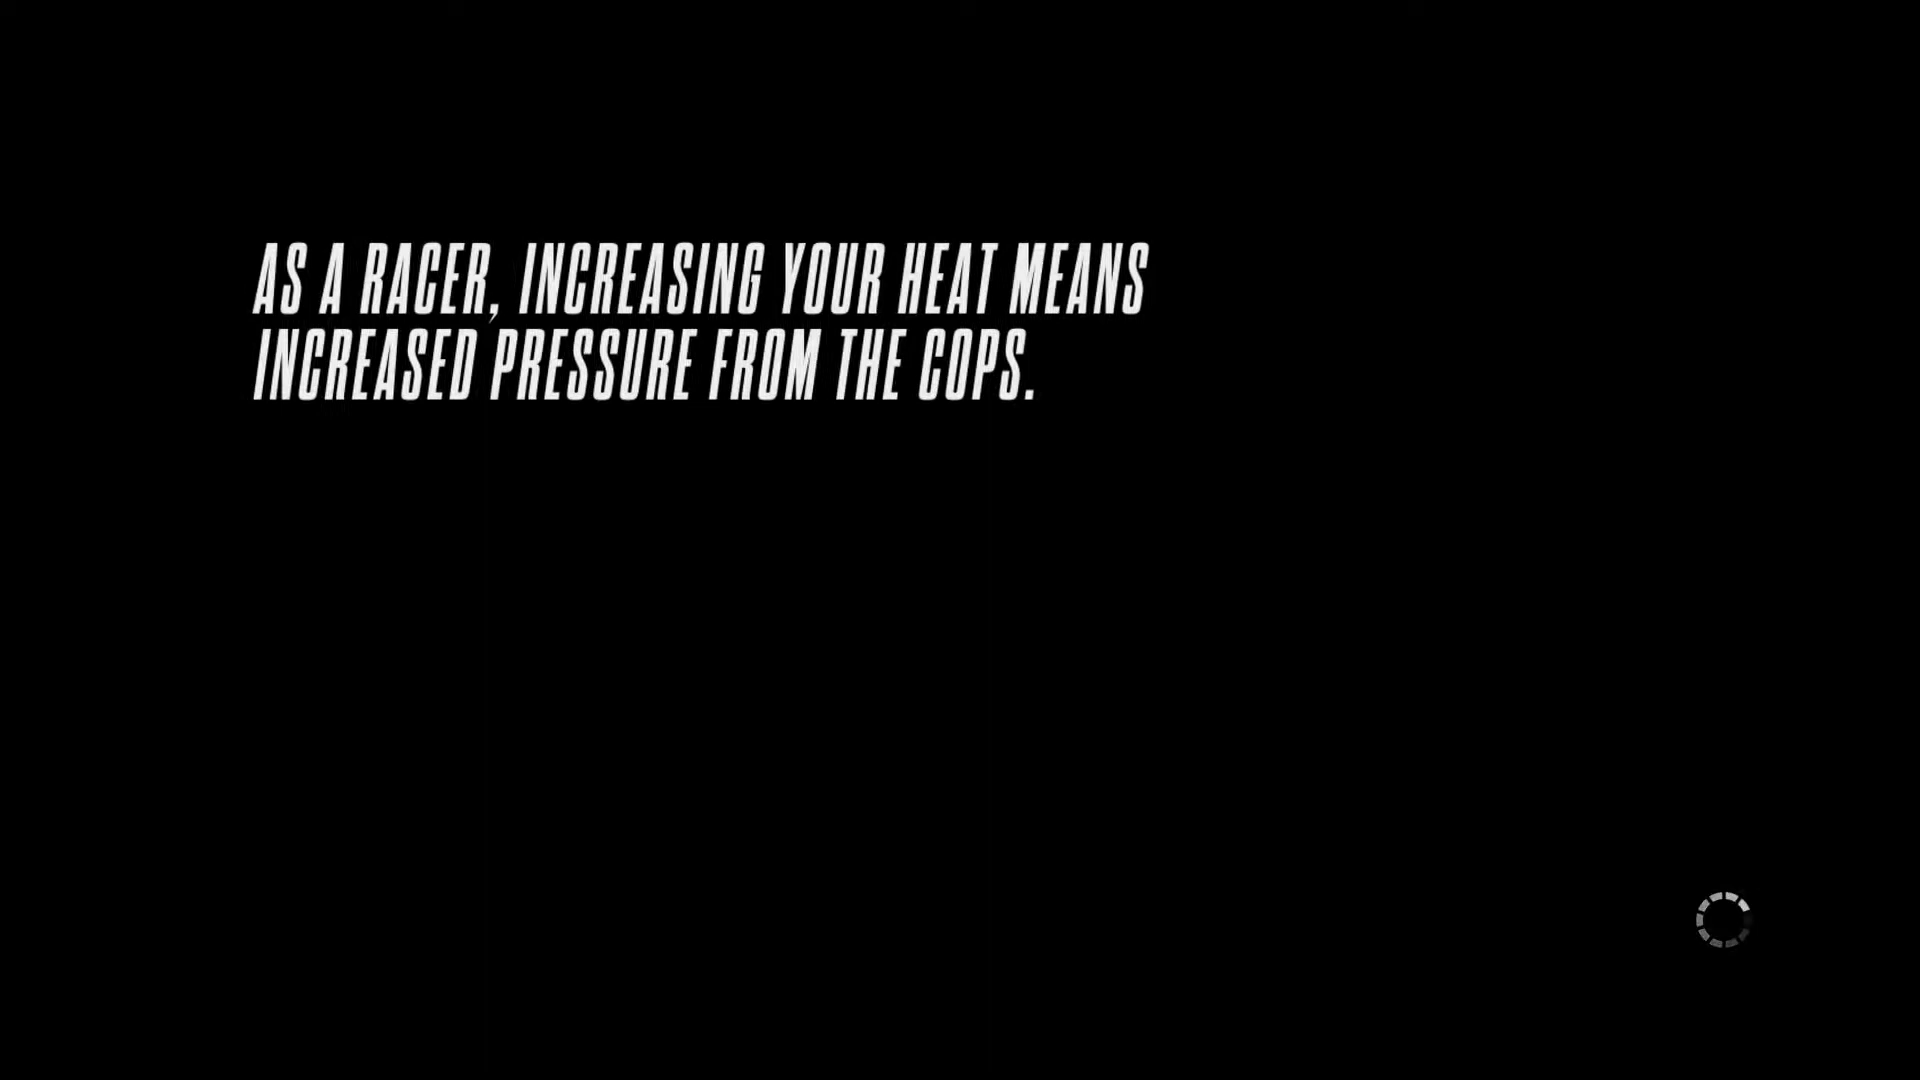 AS A RACER, INCREASING YOUR HEAT MEANS
INCREASED PRESSURE FROM THE COPS.